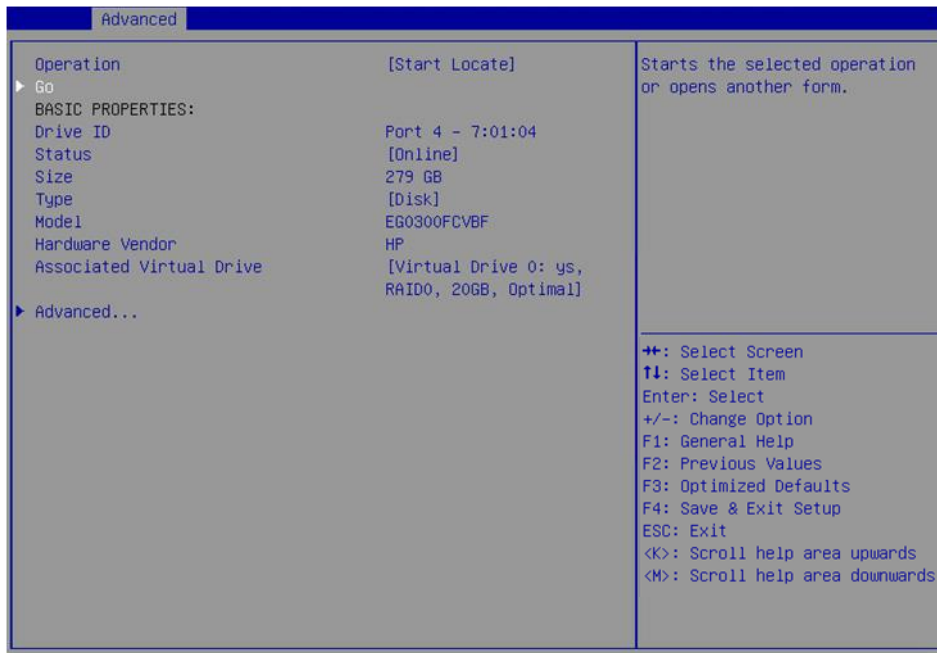 Advanced
Operation [Start Locate]
Go
BASIC PROPERTIES:
Drive ID Port 4 - 7:01:04
Status [Online]
Size 279 GB
Type [Disk]
Model EG0300FCVBF
Hardware Vendor HP
Associated Virtual Drive [Virtual Drive 0: ys,
RAID0, 20GB, Optimal]
Advanced...
Starts the selected operation
or opens another form.
→←: Select Screen
↑↓: Select Item
Enter: Select
+/-: Change Option
F1: General Help
F2: Previous Values
F3: Optimized Defaults
F4: Save & Exit Setup
ESC: Exit
<K>: Scroll help area upwards
<M>: Scroll help area downwards